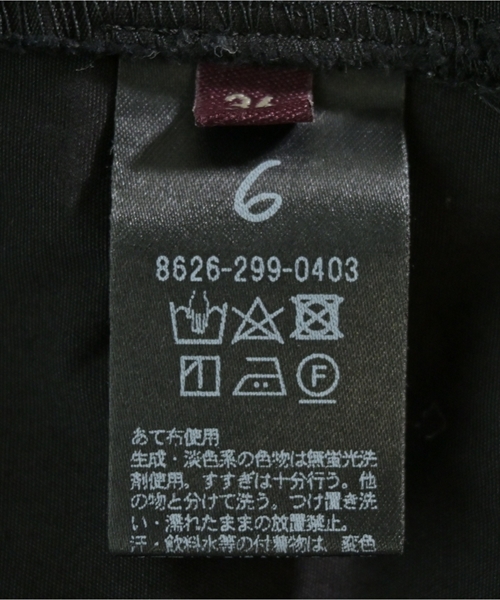 6
8626-299-0403
F
あて布使用
生成・淡色系の色物は無蛍光洗
剤使用。すすぎは十分行う。他
の物と分けて洗う。つけ置き洗
い・濡れたままの放置禁止。
汗・飲料水等の付着物は、変色